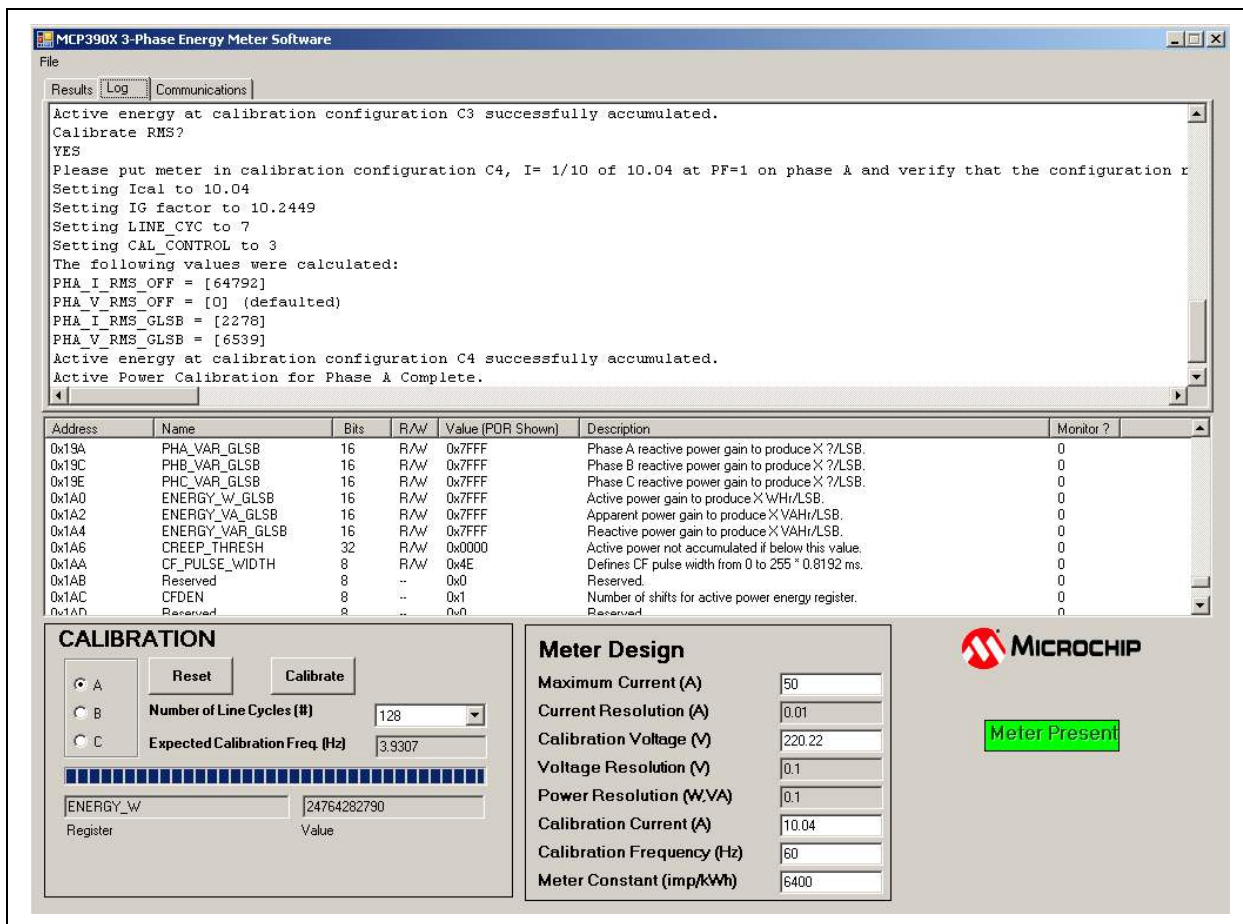 MCP390X 3-Phase Energy Meter Software
File
Results Log Communications
Active energy at calibration configuration C3 successfully accumulated.
Calibrate RMS?
YES
Please put meter in calibration configuration C4, I= 1/10 of 10.04 at PF=1 on phase A and verify that the configuration r
Setting Ical to 10.04
Setting IG factor to 10.2449
Setting LINE_CYC to 7
Setting CAL_CONTROL to 3
The following values were calculated:
PHA_I_RMS_OFF = [64792]
PHA_V_RMS_OFF = [0] (defaulted)
PHA_I_RMS_GLSB = [2278]
PHA_V_RMS_GLSB = [6539]
Active energy at calibration configuration C4 successfully accumulated.
Active Power Calibration for Phase A Complete.
Address Name Bits R/W Value (POR Shown) Description Monitor ?
0x19A PHA_VAR_GLSB 16 R/W 0x7FFF Phase A reactive power gain to produce X ?/LSB. 0
0x19C PHB_VAR_GLSB 16 R/W 0x7FFF Phase B reactive power gain to produce X ?/LSB. 0
0x19E PHC_VAR_GLSB 16 R/W 0x7FFF Phase C reactive power gain to produce X ?/LSB. 0
0x1A0 ENERGY_W_GLSB 16 R/W 0x7FFF Active power gain to produce X WHr/LSB. 0
0x1A2 ENERGY_VA_GLSB 16 R/W 0x7FFF Apparent power gain to produce X VAHr/LSB. 0
0x1A4 ENERGY_VAR_GLSB 16 R/W 0x7FFF Reactive power gain to produce X VAHr/LSB. 0
0x1A6 CREEP_THRESH 32 R/W 0x0000 Active power not accumulated if below this value. 0
0x1AA CF_PULSE_WIDTH 8 R/W 0x4E Defines CF pulse width from 0 to 255 * 0.8192 ms. 0
0x1AB Reserved 8 -- 0x0 Reserved. 0
0x1AC CFDEN 8 0x1 Number of shifts for active power energy register. 0
0x1AD Reserved 8 -- 0x0 Reserved 0
CALIBRATION
A
B
C
Reset Calibrate
Number of Line Cycles (#) 128
Expected Calibration Freq. (Hz) 3.9307
ENERGY_W 24764282790
Register Value
Meter Design
Maximum Current (A) 50
Current Resolution (A) 0.01
Calibration Voltage (V) 220.22
Voltage Resolution (V) 0.1
Power Resolution (W,VA) 0.1
Calibration Current (A) 10.04
Calibration Frequency (Hz) 60
Meter Constant (imp/kWh) 6400
MICROCHIP
Meter Present